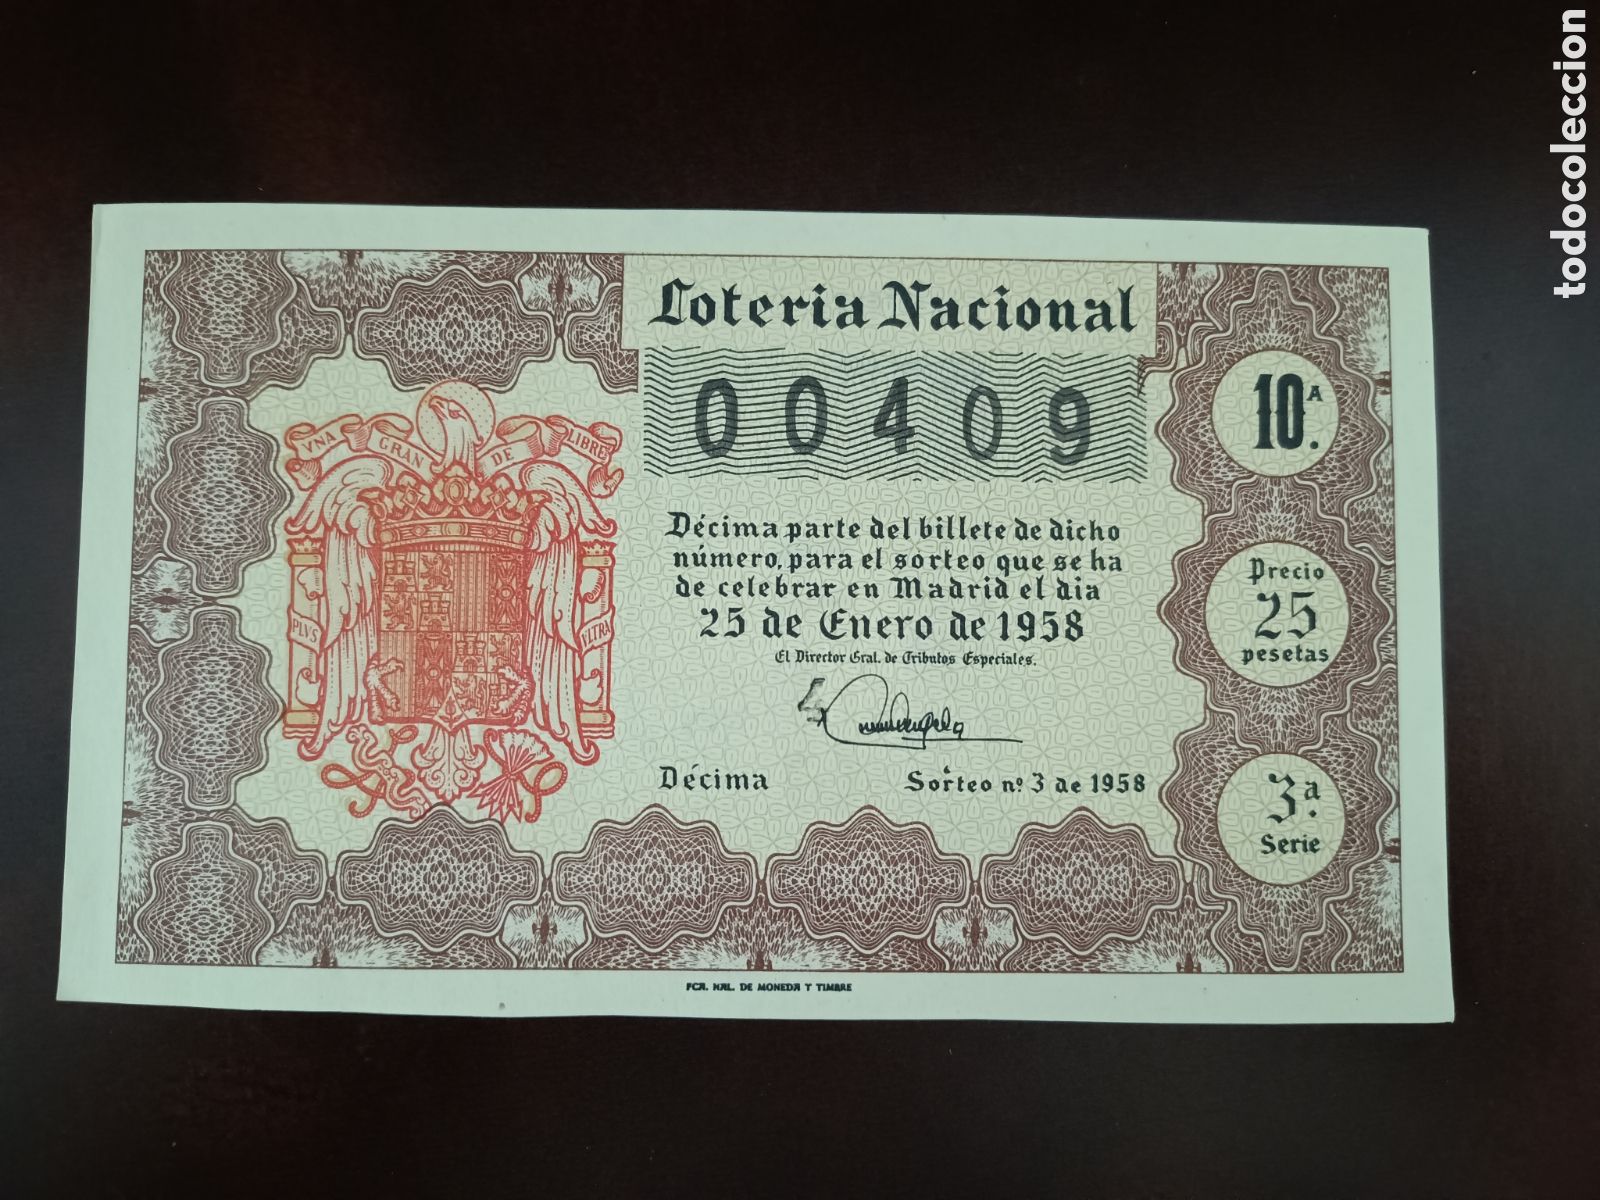 todocoleccion
Loteria Nacional
00409
10.A
VNA GRAN DE LIBRE
PLVS VLTRA
Décima parte del billete de dicho
número, para el sorteo que se ha
de celebrar en Madrid el dia
25 de Enero de 1958
El Director Gral. de Tributos Especiales,
Precio
25
pesetas
Décima
Sorteo nº 3 de 1958
3.a
Serie
FCA. NAL. DE MONEDA Y TIMBRE